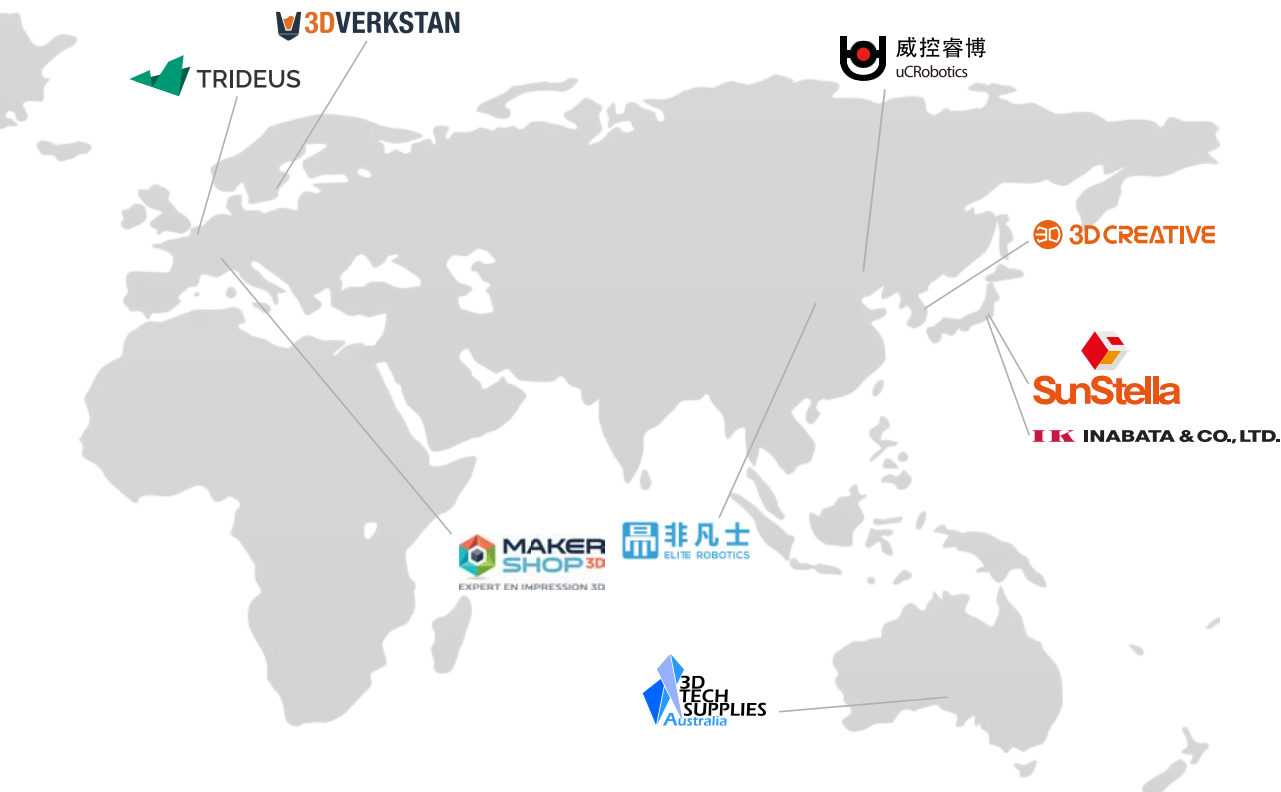 3DVERKSTAN
TRIDEUS
威控睿博
uCRobotics
3D 3D CREATIVE
SunStella
IK INABATA & CO., LTD.
MAKER
SHOP 3D
EXPERT EN IMPRESSION 3D
非凡士
ELITE ROBOTICS
3D
TECH
SUPPLIES
Australia